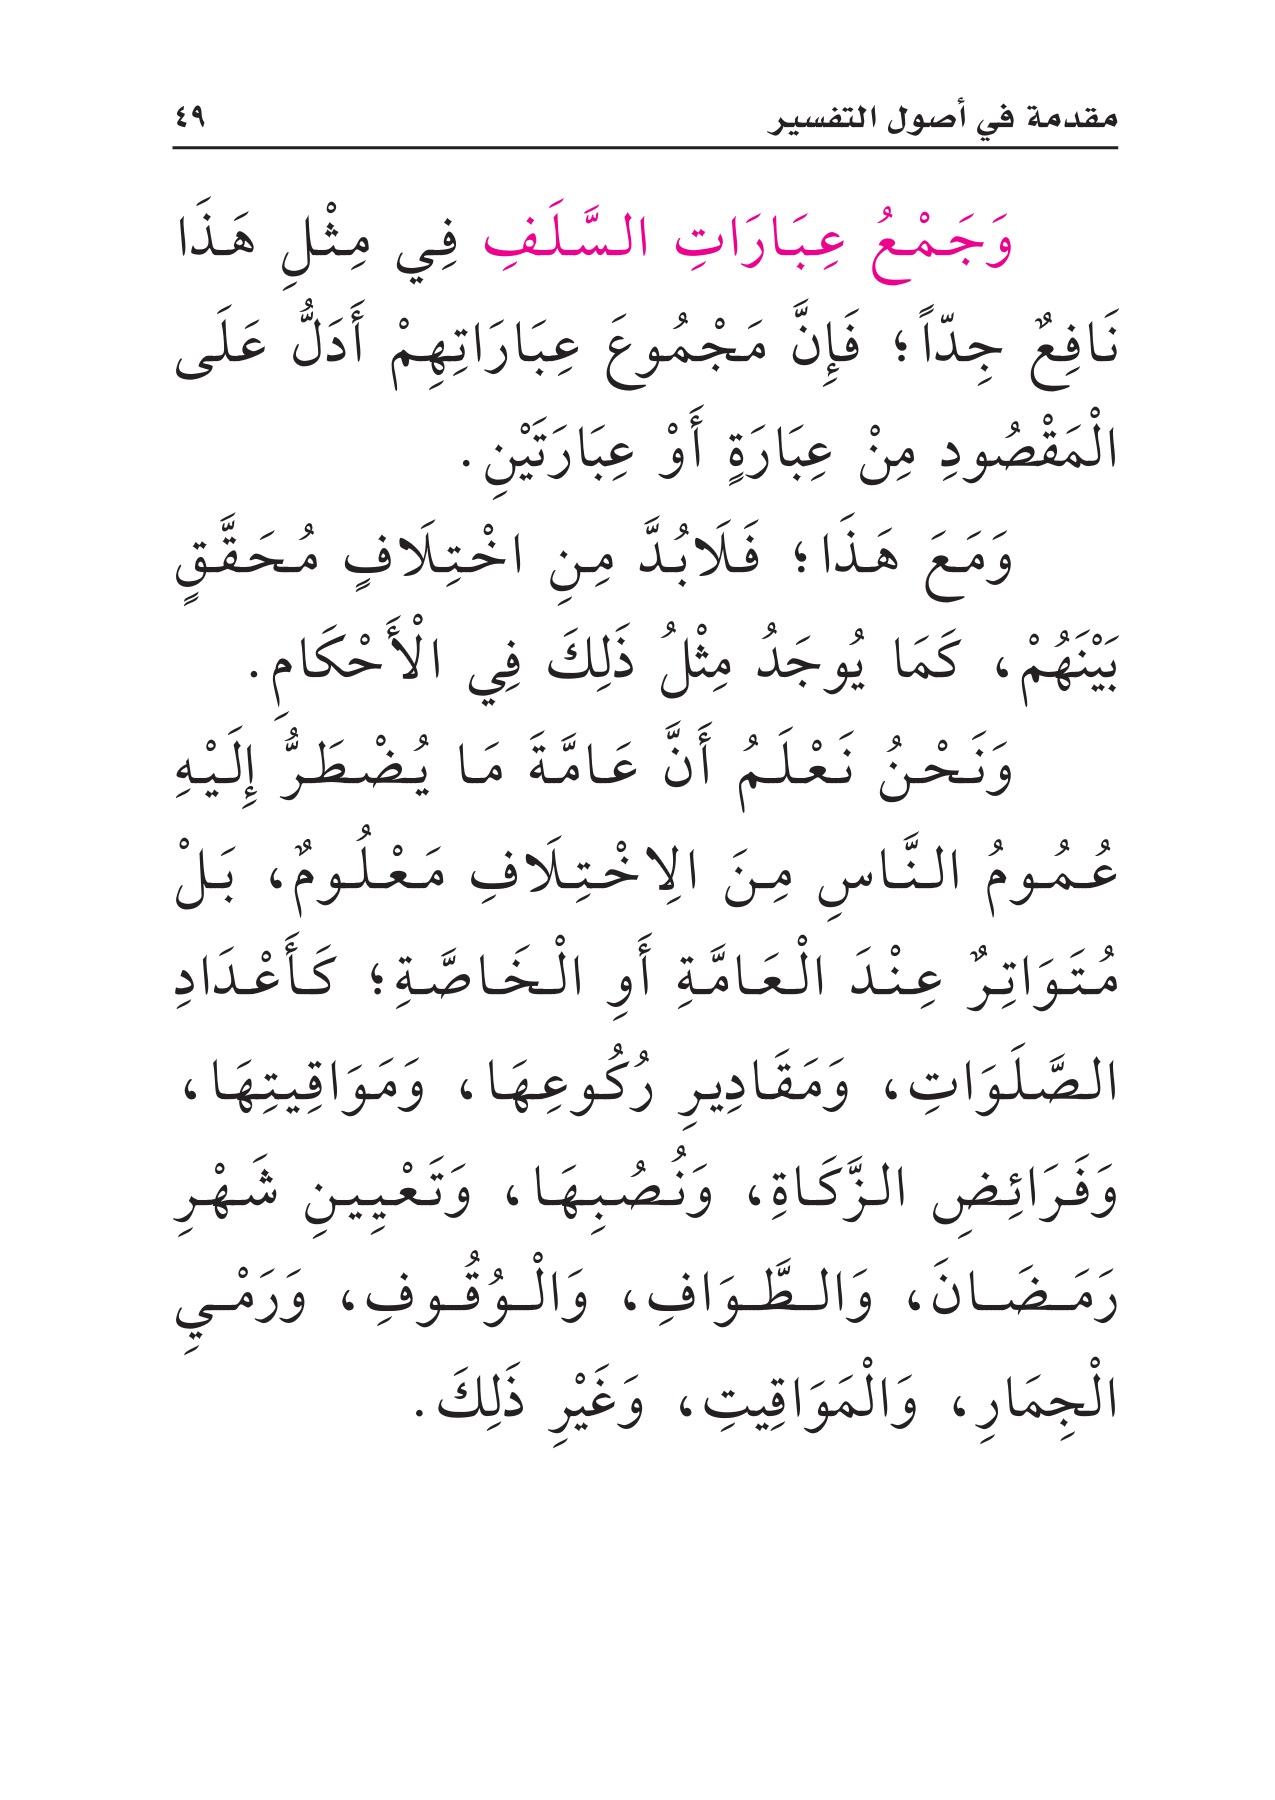 مقدمة في أصول التفسير ٤٩
وَجَمْعُ عِبَارَاتِ السَّلَفِ فِي مِثْلِ هَذَا
نَافِعٌ جِدّاً؛ فَإِنَّ مَجْمُوعَ عِبَارَاتِهِمْ أَدَلُّ عَلَى
الْمَقْصُودِ مِنْ عِبَارَةٍ أَوْ عِبَارَتَيْنِ.
وَمَعَ هَذَا؛ فَلَابُدَّ مِنِ اخْتِلَافٍ مُحَقَّقٍ
بَيْنَهُمْ، كَمَا يُوجَدُ مِثْلُ ذَلِكَ فِي الْأَحْكَامِ.
وَنَحْنُ نَعْلَمُ أَنَّ عَامَّةَ مَا يُضْطَرُّ إِلَيْهِ
عُمُومُ النَّاسِ مِنَ الِاخْتِلَافِ مَعْلُومٌ، بَلْ
مُتَوَاتِرٌ عِنْدَ الْعَامَّةِ أَوِ الْخَاصَّةِ؛ كَأَعْدَادِ
الصَّلَوَاتِ، وَمَقَادِيرِ رُكُوعِهَا، وَمَوَاقِيتِهَا،
وَفَرَائِضِ الزَّكَاةِ، وَنُصُبِهَا، وَتَعْيِينِ شَهْرِ
رَمَضَانَ، وَالطَّوَافِ، وَالْوُقُوفِ، وَرَمْيِ
الْجِمَارِ، وَالْمَوَاقِيتِ، وَغَيْرِ ذَلِكَ.